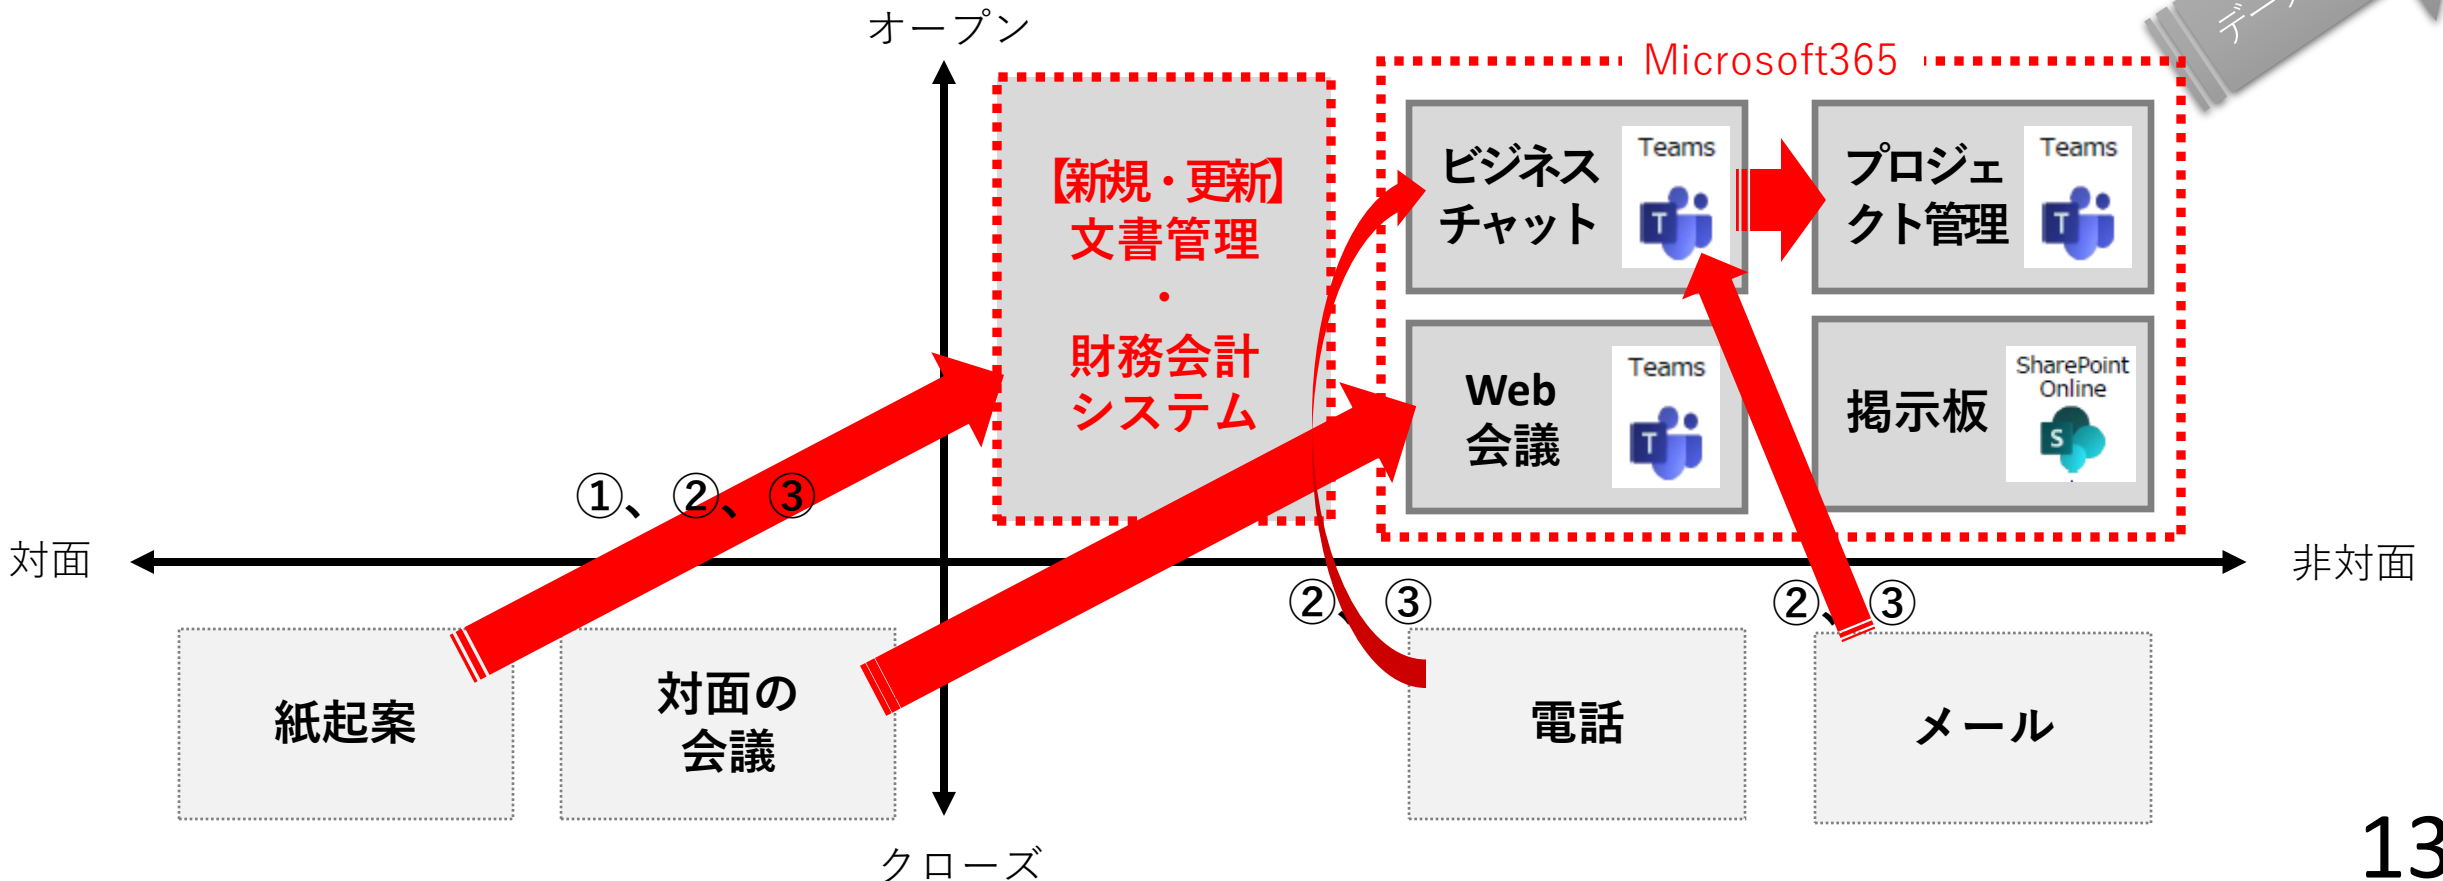 オープン
デー
Microsoft365
【新規・更新】
文書管理
・
財務会計
システム
ビジネス
チャット
Teams
プロジェ
クト管理
Teams
Web
会議
Teams
掲示板
SharePoint
Online
①、②、③
対面
非対面
②、③
②、③
紙起案
対面の
会議
電話
メール
クローズ
13